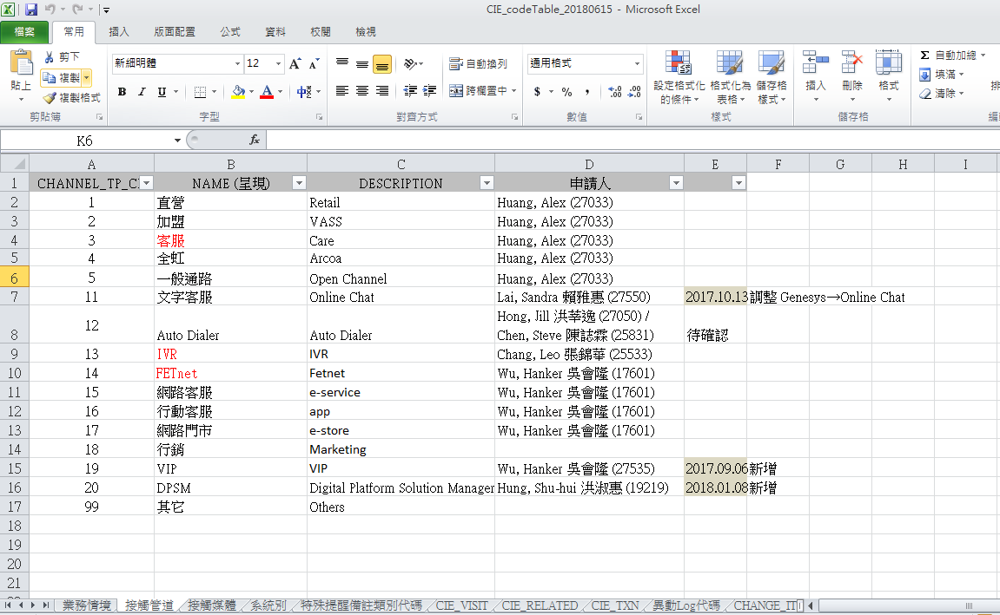 CIE_codeTable_20180615 - Microsoft Excel
檔案 常用 插入 版面配置 公式 資料 校閱 檢視
貼上 剪下 複製 複製格式 剪貼簿
新細明體 12 A A
B I U A 中 字型
自動換列 跨欄置中 對齊方式
通用格式 $ % , .00 .00 數值
設定格式化的條件 格式化為表格 儲存格樣式 樣式
插入 刪除 格式 儲存格
Σ 自動加總 填滿 清除
K6 fx
A B C D E F G H I
1 CHANNEL_TP_C NAME (呈現) DESCRIPTION 申請人
2 1 直營 Retail Huang, Alex (27033)
3 2 加盟 VASS Huang, Alex (27033)
4 3 客服 Care Huang, Alex (27033)
5 4 全虹 Arcoa Huang, Alex (27033)
6 5 一般通路 Open Channel Huang, Alex (27033)
7 11 文字客服 Online Chat Lai, Sandra 賴雅惠 (27550) 2017.10.13 調整 Genesys→Online Chat
8 12 Auto Dialer Auto Dialer Hong, Jill 洪莘逸 (27050) /
Chen, Steve 陳誌霖 (25831) 待確認
9 13 IVR IVR Chang, Leo 張錦華 (25533)
10 14 FETnet Fetnet Wu, Hanker 吳會隆 (17601)
11 15 網路客服 e-service Wu, Hanker 吳會隆 (17601)
12 16 行動客服 app Wu, Hanker 吳會隆 (17601)
13 17 網路門市 e-store Wu, Hanker 吳會隆 (17601)
14 18 行銷 Marketing
15 19 VIP VIP Wu, Hanker 吳會隆 (27535) 2017.09.06 新增
16 20 DPSM Digital Platform Solution Manager Hung, Shu-hui 洪淑惠 (19219) 2018.01.08 新增
17 99 其它 Others
18
19
20
21
業務情境 接觸管道 接觸媒體 系統別 特殊提醒備註類別代碼 CIE_VISIT CIE_RELATED CIE_TXN 異動Log代碼 CHANGE_IT